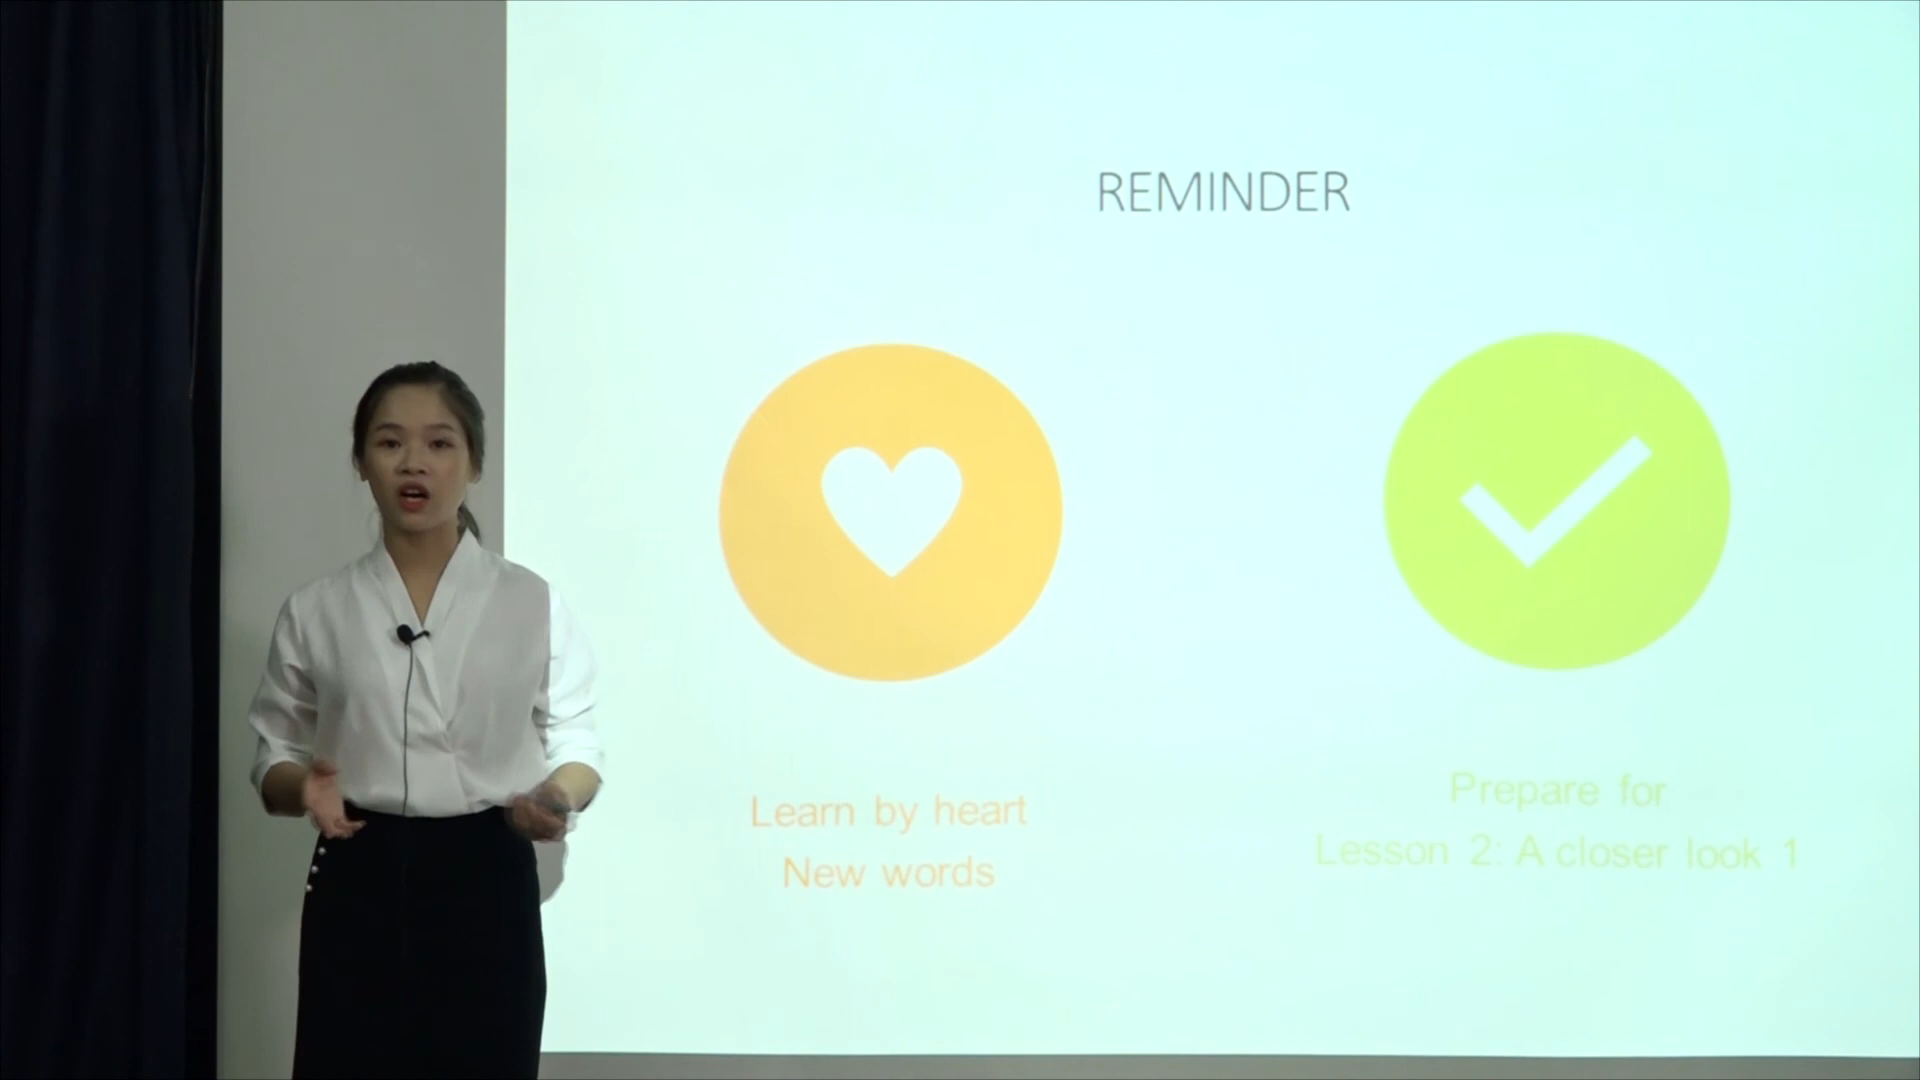 REMINDER
Learn by heart
New words
Prepare for
Lesson 2: A closer look 1